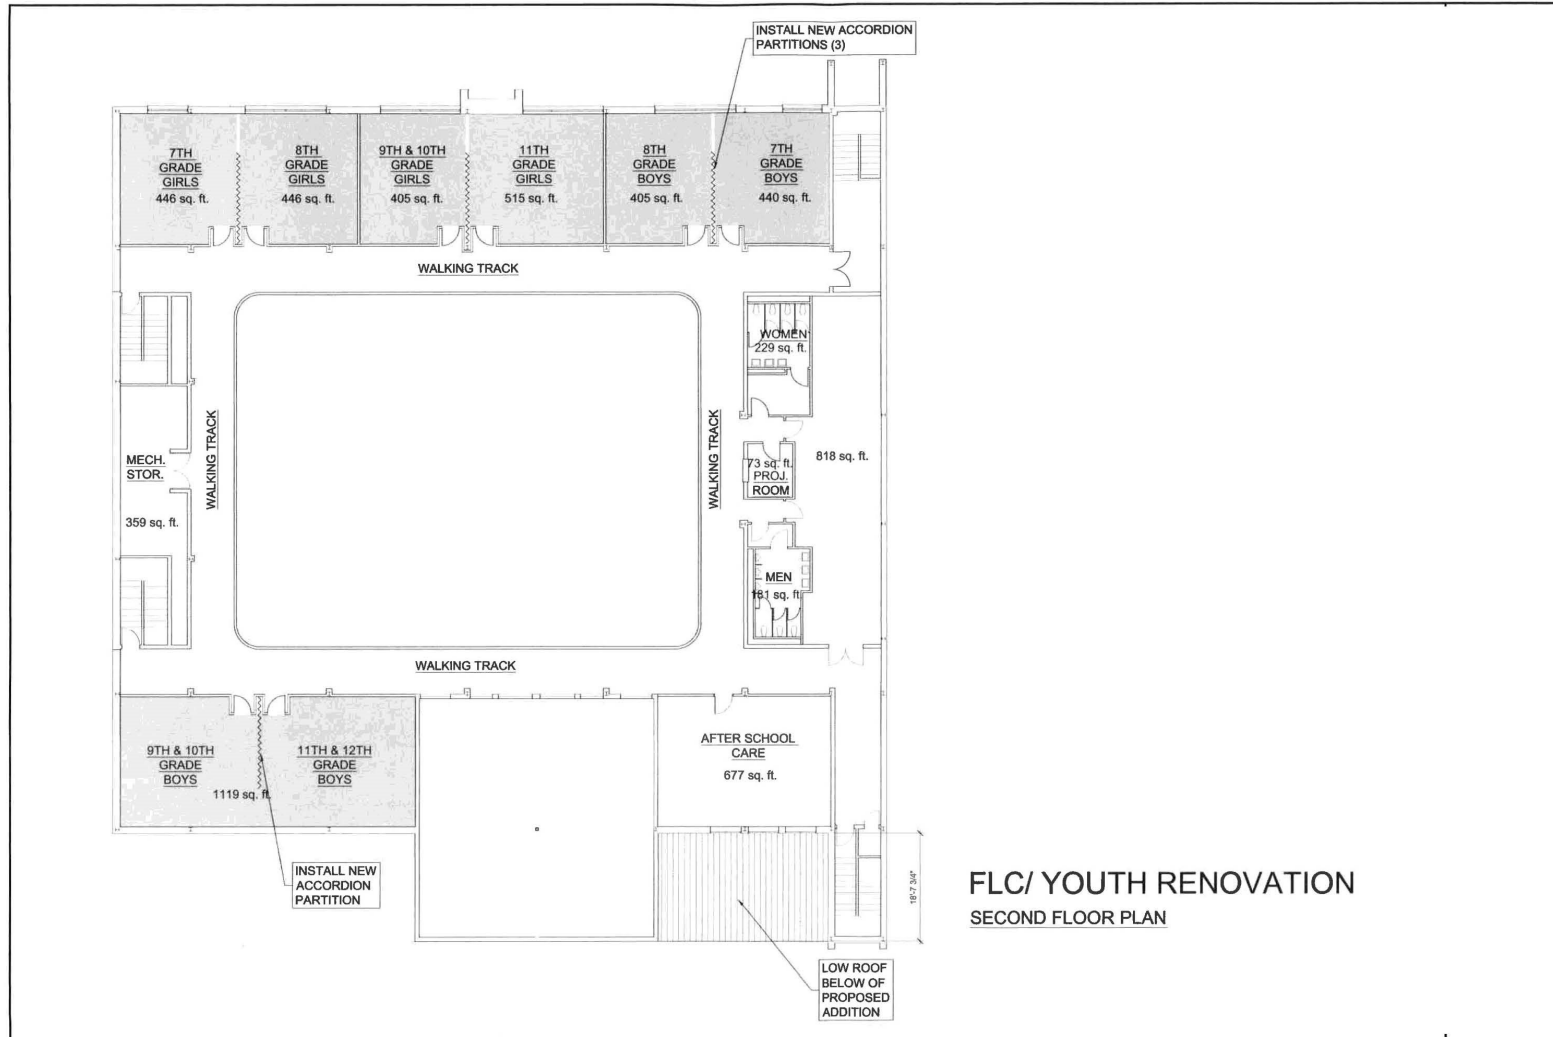 INSTALL NEW ACCORDION
PARTITIONS (3)
7TH
GRADE
GIRLS
446 sq. ft.
8TH
GRADE
GIRLS
446 sq. ft.
9TH & 10TH
GRADE
GIRLS
405 sq. ft.
11TH
GRADE
GIRLS
515 sq. ft.
8TH
GRADE
BOYS
405 sq. ft.
7TH
GRADE
BOYS
440 sq. ft.
WALKING TRACK
WOMEN
229 sq. ft.
MECH.
STOR.
359 sq. ft.
WALKING TRACK
WALKING TRACK
73 sq. ft.
PROJ.
ROOM
818 sq. ft.
MEN
181 sq. ft.
WALKING TRACK
9TH & 10TH
GRADE
BOYS
11TH & 12TH
GRADE
BOYS
1119 sq. ft.
AFTER SCHOOL
CARE
677 sq. ft.
INSTALL NEW
ACCORDION
PARTITION
18'-7 3/4"
FLC/ YOUTH RENOVATION
SECOND FLOOR PLAN
LOW ROOF
BELOW OF
PROPOSED
ADDITION